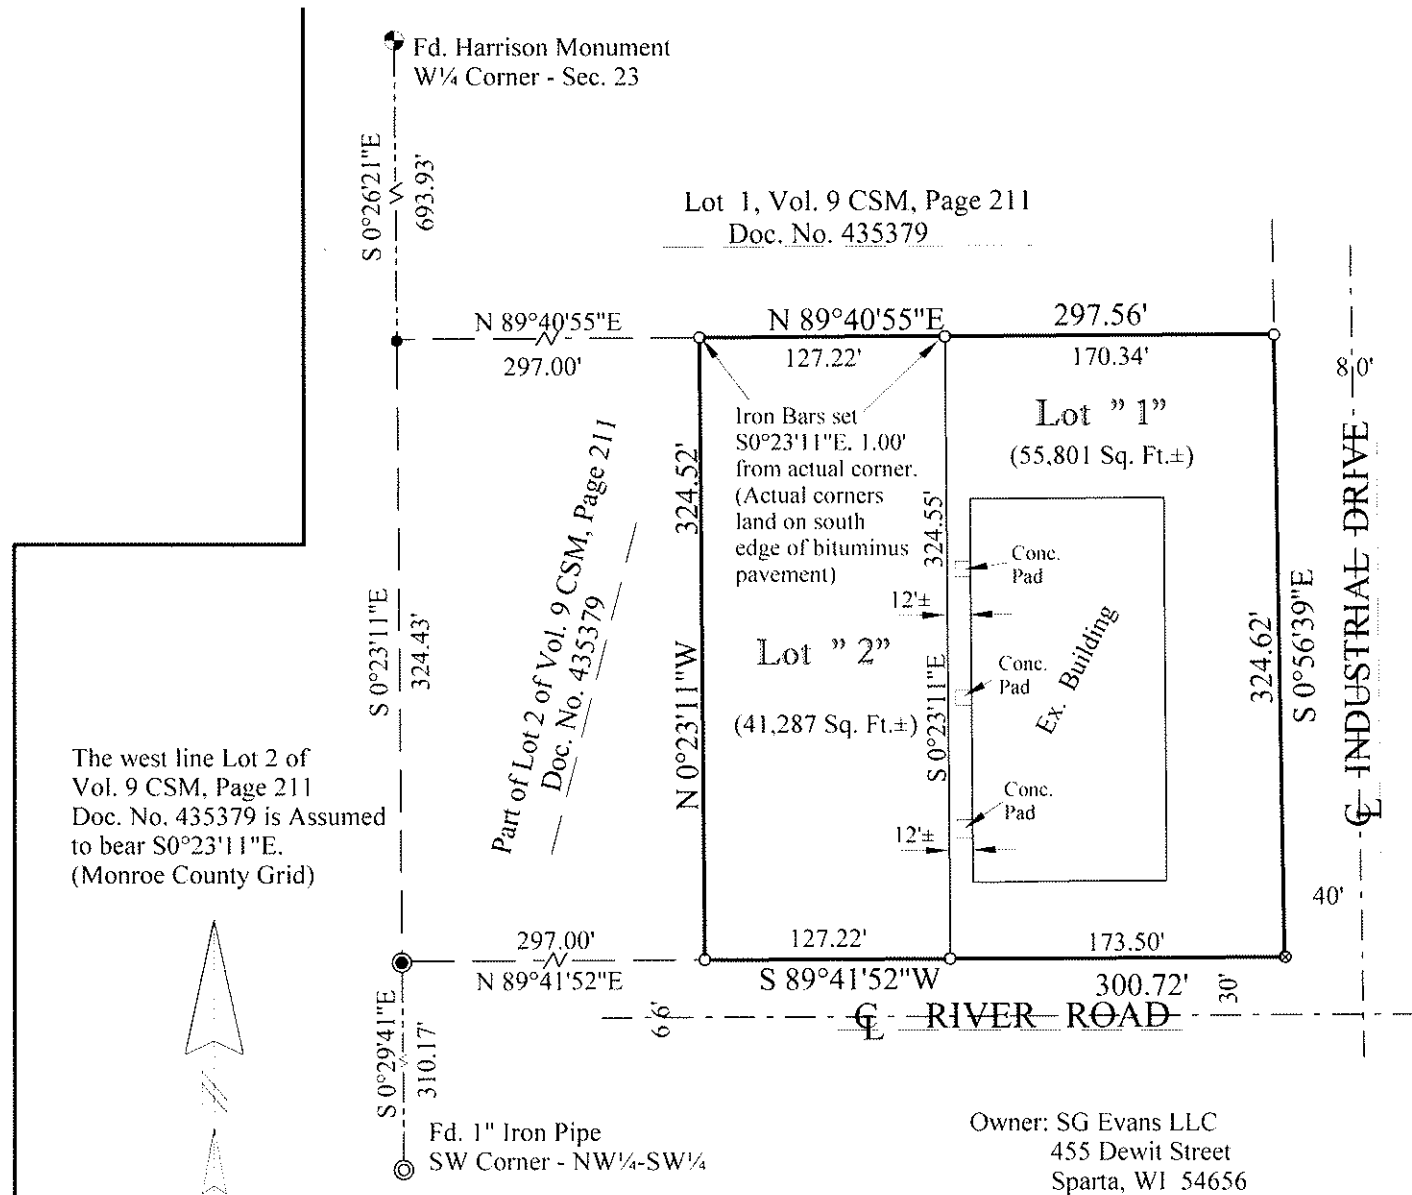 Fd. Harrison Monument
W¼ Corner - Sec. 23
S 0°26'21"E
693.93'
Lot 1, Vol. 9 CSM, Page 211
Doc. No. 435379
N 89°40'55"E
297.00'
N 89°40'55"E
297.56'
127.22'
170.34'
80'
Iron Bars set
S0°23'11"E. 1.00'
from actual corner.
(Actual corners
land on south
edge of bituminus
pavement)
Lot " 1"
(55,801 Sq. Ft.±)
324.52'
N 0°23'11"W
324.55'
S 0°23'11"E
Conc.
Pad
12'±
Lot " 2"
(41,287 Sq. Ft.±)
Conc.
Pad
Ex. Building
Conc.
Pad
12'±
324.62'
S 0°56'39"E
℄ INDUSTRIAL DRIVE
S 0°23'11"E
324.43'
Part of Lot 2 of Vol. 9 CSM, Page 211
Doc. No. 435379
The west line Lot 2 of
Vol. 9 CSM, Page 211
Doc. No. 435379 is Assumed
to bear S0°23'11"E.
(Monroe County Grid)
40'
297.00'
N 89°41'52"E
127.22'
173.50'
S 89°41'52"W
300.72'
30'
66'
℄ RIVER ROAD
S 0°29'41"E
310.17'
Fd. 1" Iron Pipe
SW Corner - NW¼-SW¼
Owner: SG Evans LLC
455 Dewit Street
Sparta, WI 54656